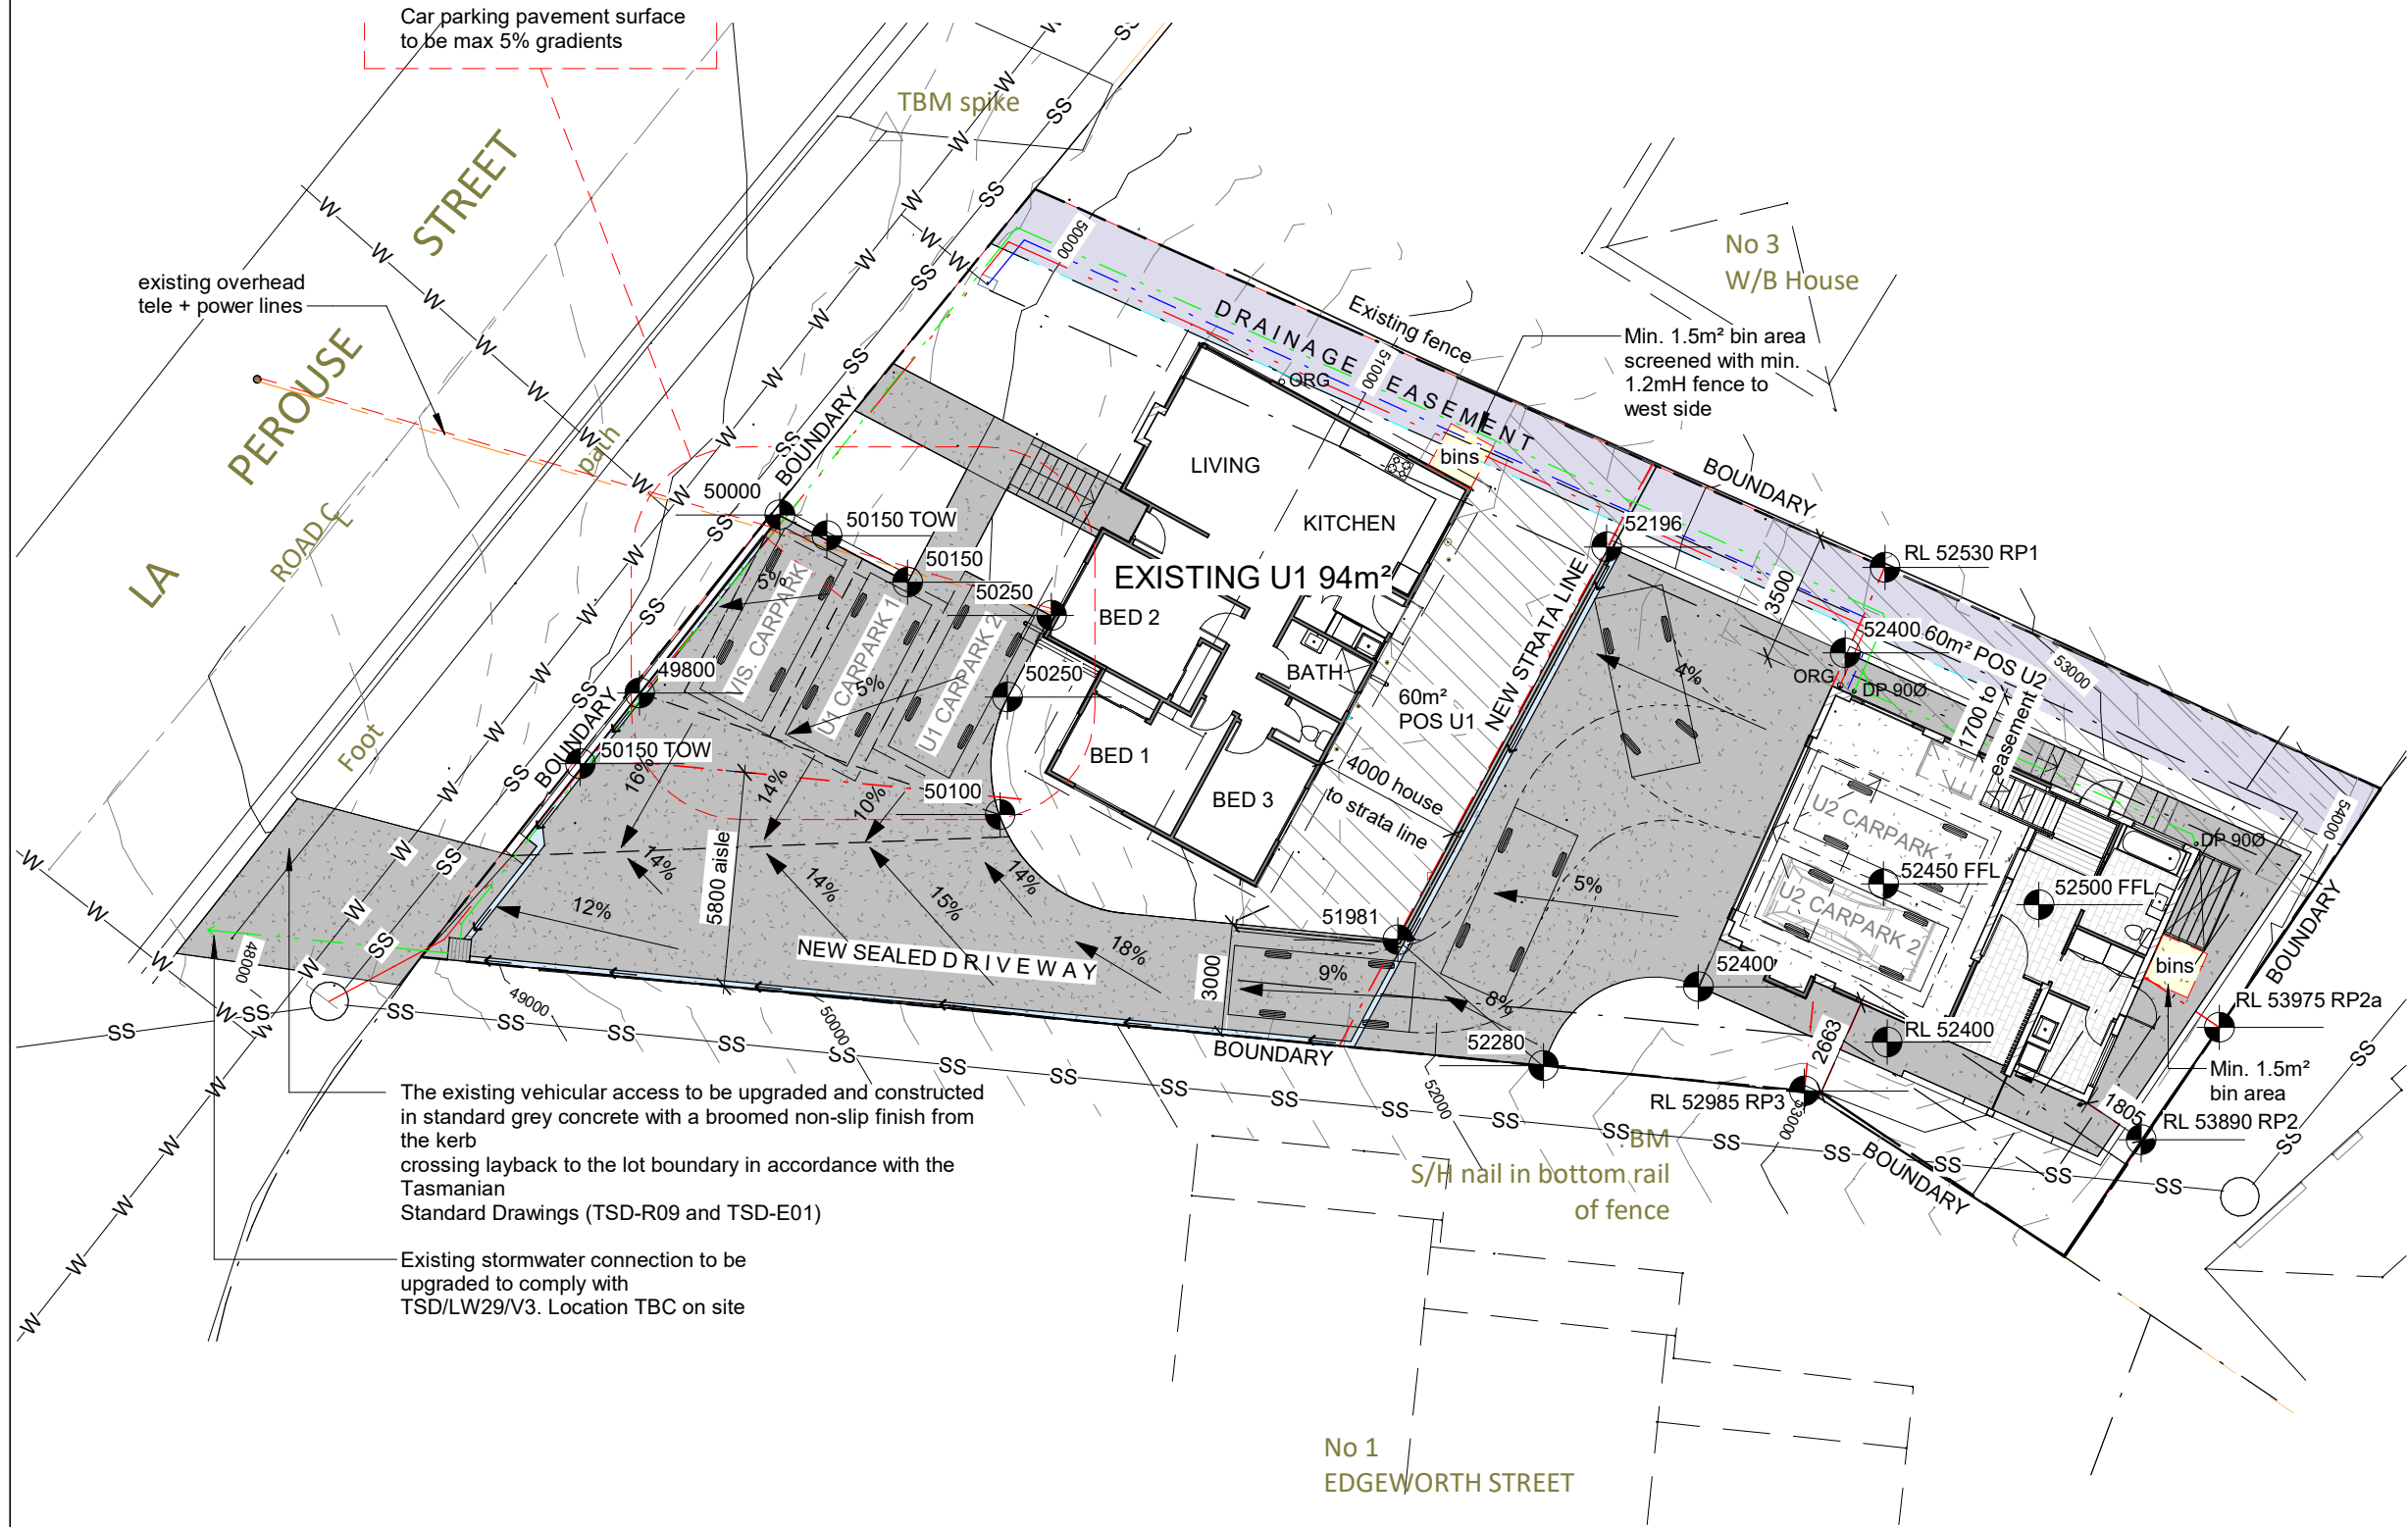 Car parking pavement surface
to be max 5% gradients
TBM spike
LA
PEROUSE
STREET
ROAD C
L
Foot
path
existing overhead
tele + power lines
No 3
W/B House
Existing fence
DRAINAGE EASEMENT
50000
51000
ORG
Min. 1.5m² bin area
screened with min.
1.2mH fence to
west side
bins
BOUNDARY
BOUNDARY
BOUNDARY
LIVING
KITCHEN
EXISTING U1 94m²
BED 2
BATH
BED 1
BED 3
50000
50150 TOW
50150
50250
50250
49800
50150 TOW
50100
5%
VIS. CARPARK
U1 CARPARK 1
5%
U1 CARPARK 2
16%
14%
10%
14%
14%
15%
14%
12%
18%
5800 aisle
NEW SEALED D R I V E W A Y
3000
9%
8%
60m²
POS U1
4000 house
to strata line
NEW STRATA LINE
52196
51981
4%
5%
3500
RL 52530 RP1
52400
60m² POS U2
53000
ORG
DP 90Ø
1700 to
easement
54000
DP 90Ø
U2 CARPARK 1
52450 FFL
U2 CARPARK 2
52500 FFL
52400
RL 52400
2663
52280
RL 52985 RP3
53000
52000
bins
BOUNDARY
RL 53975 RP2a
Min. 1.5m²
bin area
1805
RL 53890 RP2
BOUNDARY
BOUNDARY
48000
49000
50000
BM
S/H nail in bottom rail
of fence
The existing vehicular access to be upgraded and constructed
in standard grey concrete with a broomed non-slip finish from
the kerb
crossing layback to the lot boundary in accordance with the
Tasmanian
Standard Drawings (TSD-R09 and TSD-E01)
Existing stormwater connection to be
upgraded to comply with
TSD/LW29/V3. Location TBC on site
No 1
EDGEWORTH STREET